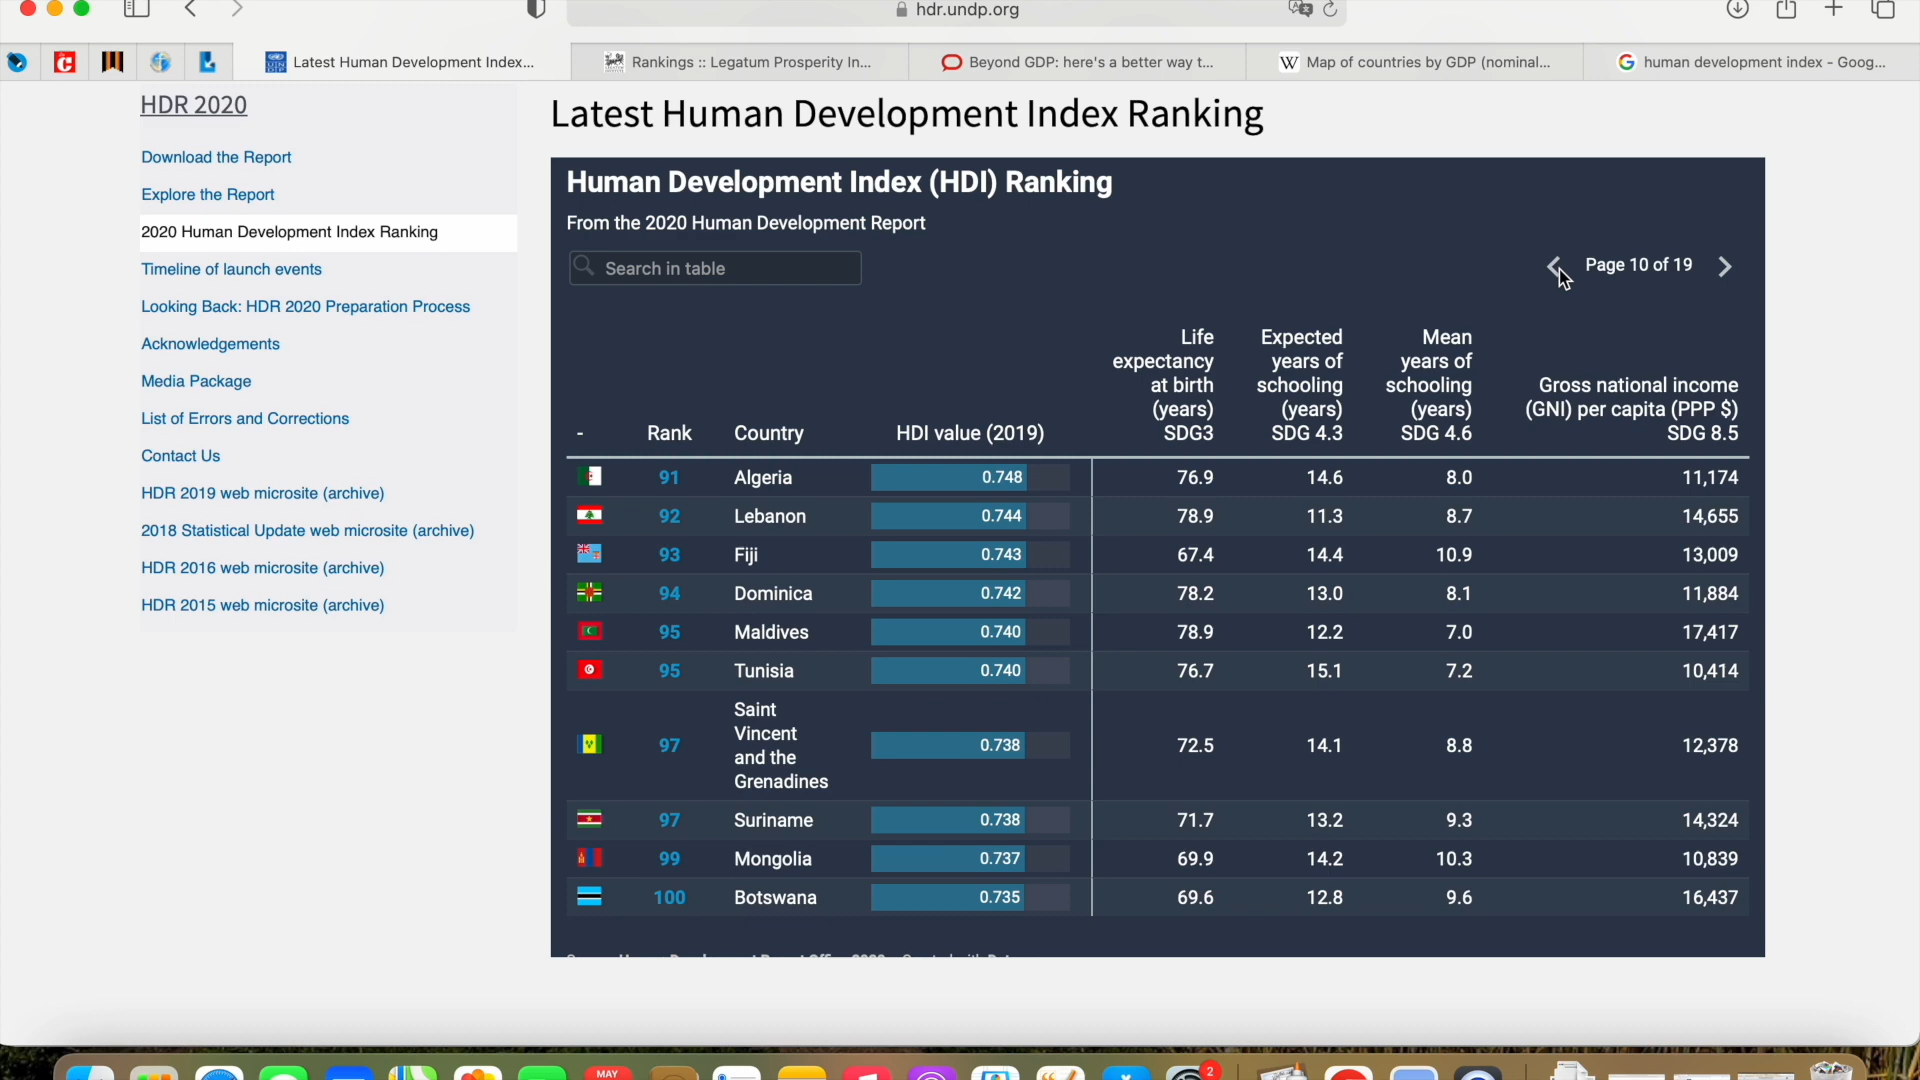 hdr.undp.org
Latest Human Development Index...
Rankings :: Legatum Prosperity In...
Beyond GDP: here's a better way t...
W Map of countries by GDP (nominal...
human development index - Goog...
HDR 2020
Download the Report
Explore the Report
2020 Human Development Index Ranking
Timeline of launch events
Looking Back: HDR 2020 Preparation Process
Acknowledgements
Media Package
List of Errors and Corrections
Contact Us
HDR 2019 web microsite (archive)
2018 Statistical Update web microsite (archive)
HDR 2016 web microsite (archive)
HDR 2015 web microsite (archive)
Latest Human Development Index Ranking
Human Development Index (HDI) Ranking
From the 2020 Human Development Report
Search in table
Page 10 of 19
- Rank Country HDI value (2019)
Life
expectancy
at birth
(years)
SDG3
Expected
years of
schooling
(years)
SDG 4.3
Mean
years of
schooling
(years)
SDG 4.6
Gross national income
(GNI) per capita (PPP $)
SDG 8.5
91 Algeria 0.748 76.9 14.6 8.0 11,174
92 Lebanon 0.744 78.9 11.3 8.7 14,655
93 Fiji 0.743 67.4 14.4 10.9 13,009
94 Dominica 0.742 78.2 13.0 8.1 11,884
95 Maldives 0.740 78.9 12.2 7.0 17,417
95 Tunisia 0.740 76.7 15.1 7.2 10,414
97 Saint
Vincent
and the
Grenadines 0.738 72.5 14.1 8.8 12,378
97 Suriname 0.738 71.7 13.2 9.3 14,324
99 Mongolia 0.737 69.9 14.2 10.3 10,839
100 Botswana 0.735 69.6 12.8 9.6 16,437
MAY
2